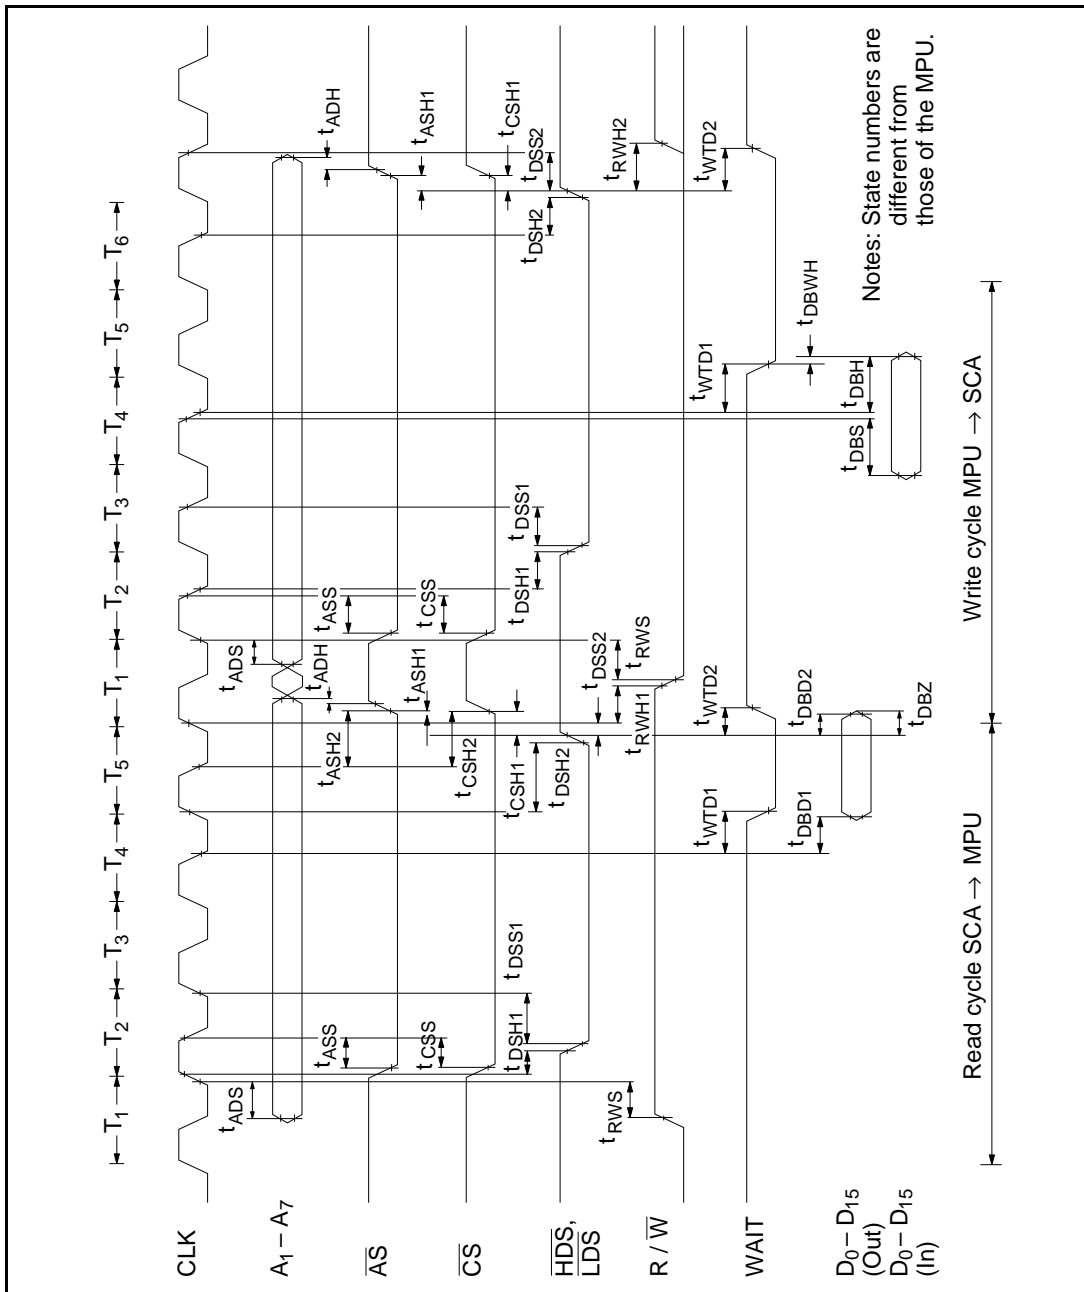 T1 T2 T3 T4 T5 T1 T2 T3 T4 T5 T6
CLK
A1 – A7
tADS
tADS
tADH
tADH
AS
tASS
tASH2
tASH1
tASS
tASH1
CS
tCSS
tCSH2
tCSH1
tCSS
tCSH1
HDS,
LDS
tDSH1
tDSS1
tDSH2
tDSS2
tDSH1
tDSS1
tDSH2
tDSS2
R / W
tRWS
tRWH1
tRWS
tRWH2
WAIT
tWTD1
tWTD2
tWTD1
tWTD2
D0 – D15
(Out)
tDBD1
tDBD2
tDBZ
tDBWH
D0 – D15
(In)
tDBS
tDBH
Read cycle SCA → MPU
Write cycle MPU → SCA
Notes: State numbers are
different from
those of the MPU.